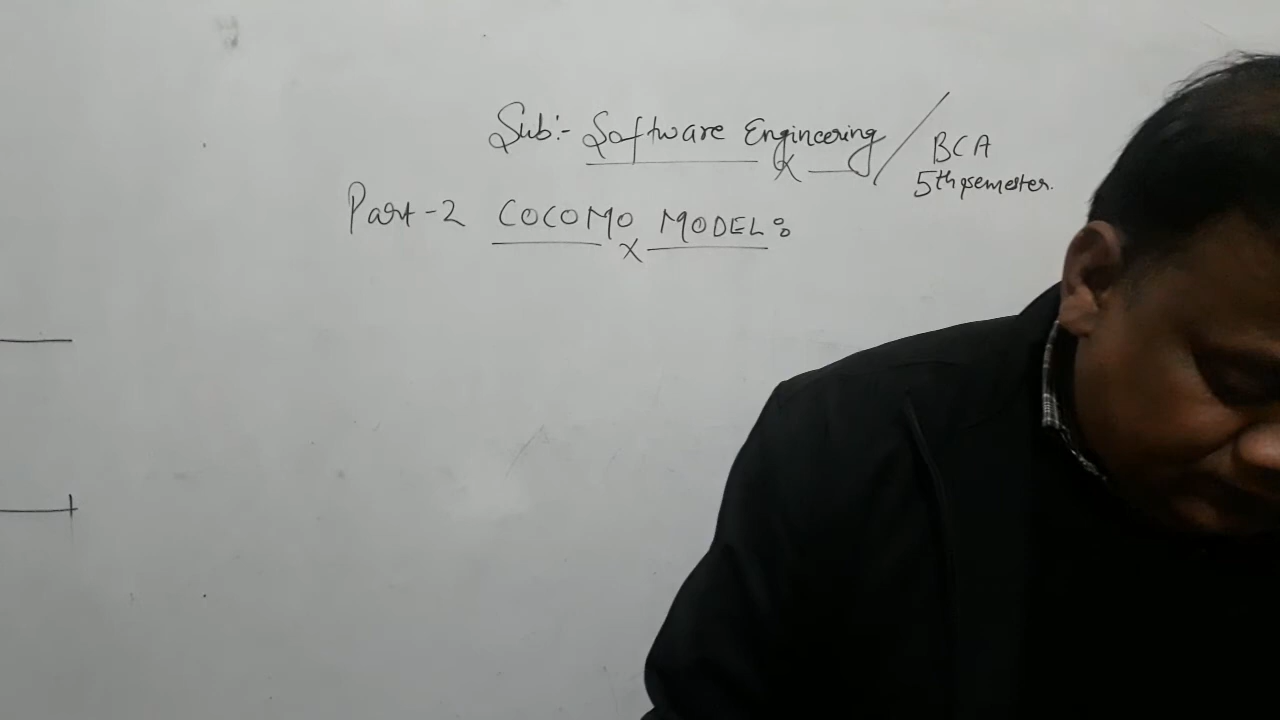 Sub:- Software Engineering / BCA
5th semester.
Part-2 COCOMO MODEL: